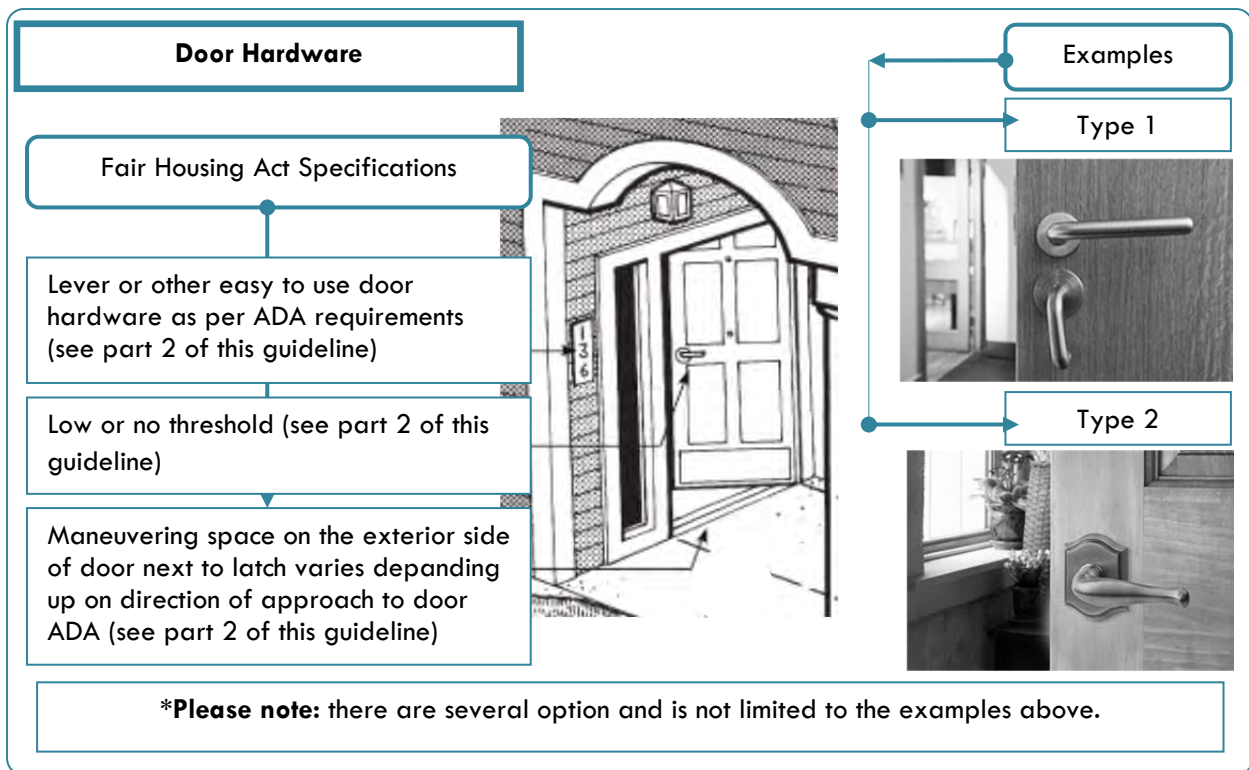 Door Hardware
Examples
Type 1
Fair Housing Act Specifications
Lever or other easy to use door
hardware as per ADA requirements
(see part 2 of this guideline)
1
3
6
Low or no threshold (see part 2 of this
guideline)
Type 2
Maneuvering space on the exterior side
of door next to latch varies depanding
up on direction of approach to door
ADA (see part 2 of this guideline)
*Please note: there are several option and is not limited to the examples above.